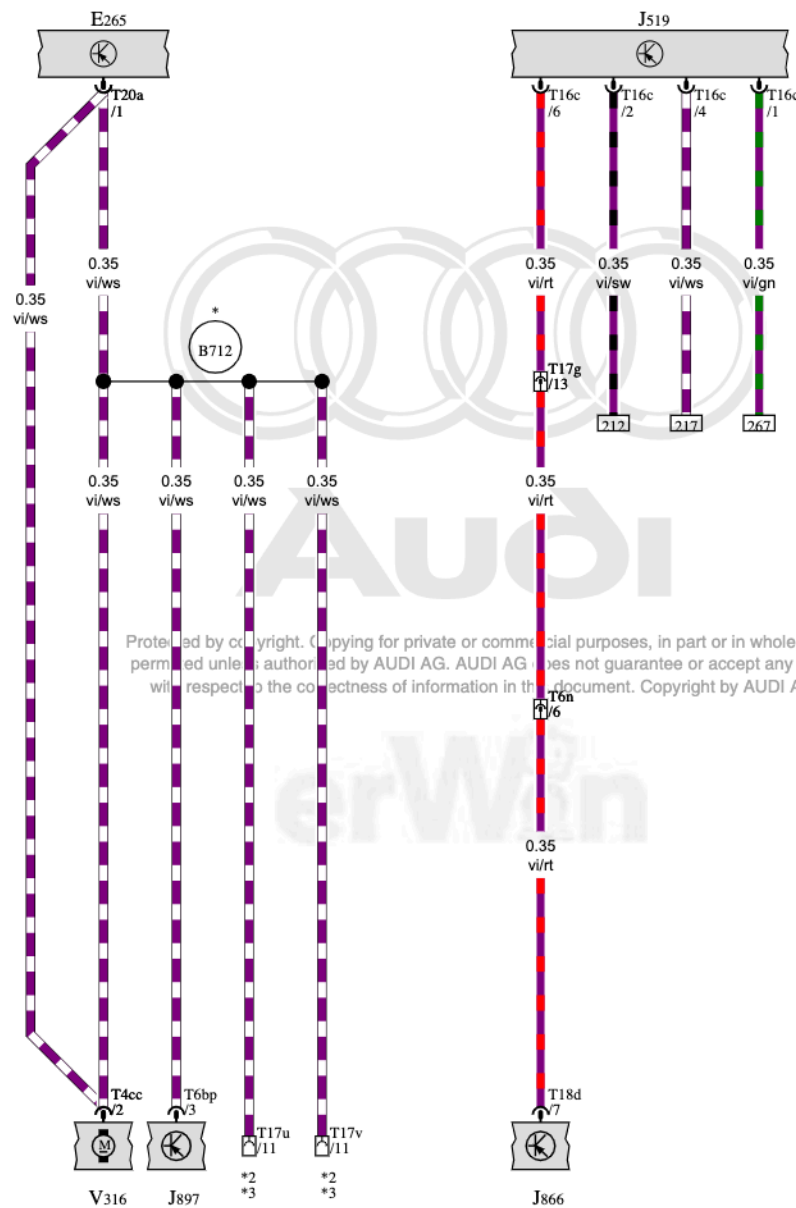 E265
J519
T20a
/1
T16c
/6
T16c
/2
T16c
/4
T16c
/1
0.35
vi/ws
0.35
vi/rt
0.35
vi/sw
0.35
vi/ws
0.35
vi/gn
0.35
vi/ws
*
B712
T17g
/13
212
217
267
0.35
vi/ws
0.35
vi/ws
0.35
vi/ws
0.35
vi/ws
0.35
vi/rt
Audi
Protected by copyright. Copying for private or commercial purposes, in part or in whole
permitted unless authorized by AUDI AG. AUDI AG does not guarantee or accept any
with respect to the correctness of information in this document. Copyright by AUDI A
T6n
/6
erWin
0.35
vi/rt
T4cc
/2
T6bp
/3
T18d
/7
T17u
/11
T17v
/11
M
*2
*3
*2
*3
V316
J897
J866